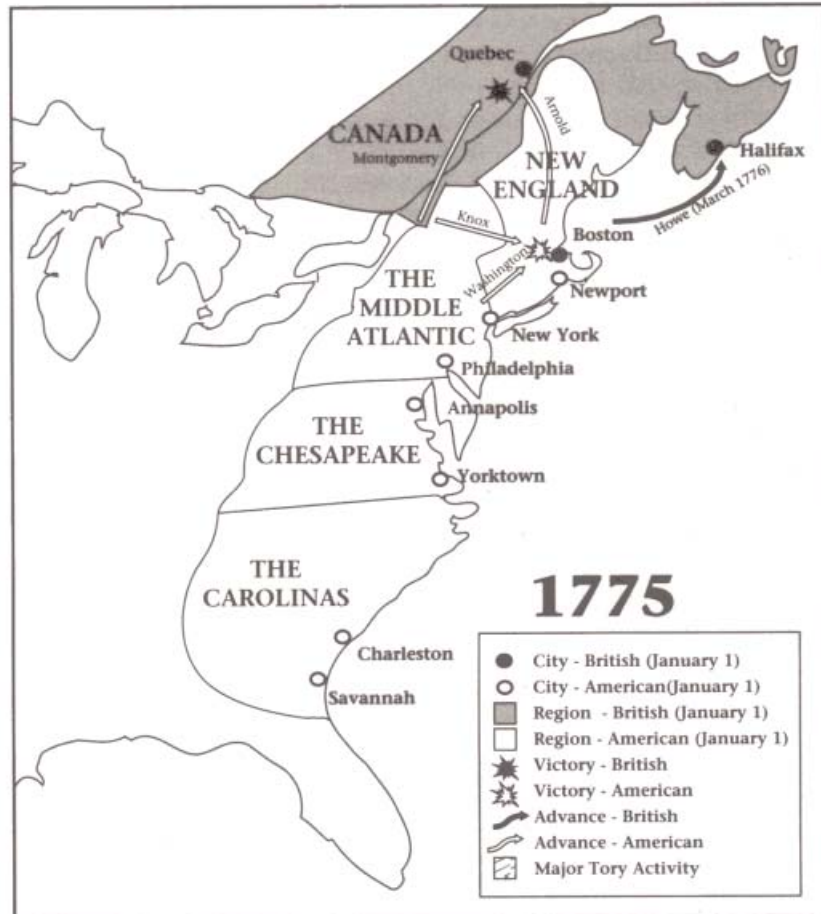 Quebec
CANADA
Montgomery
Arnold
NEW
ENGLAND
Halifax
Howe (March 1776)
Knox
Boston
Washington
THE
MIDDLE
ATLANTIC
Newport
New York
Philadelphia
Annapolis
THE
CHESAPEAKE
Yorktown
THE
CAROLINAS
Charleston
Savannah
1775
City - British (January 1)
City - American(January 1)
Region - British (January 1)
Region - American (January 1)
Victory - British
Victory - American
Advance - British
Advance - American
Major Tory Activity